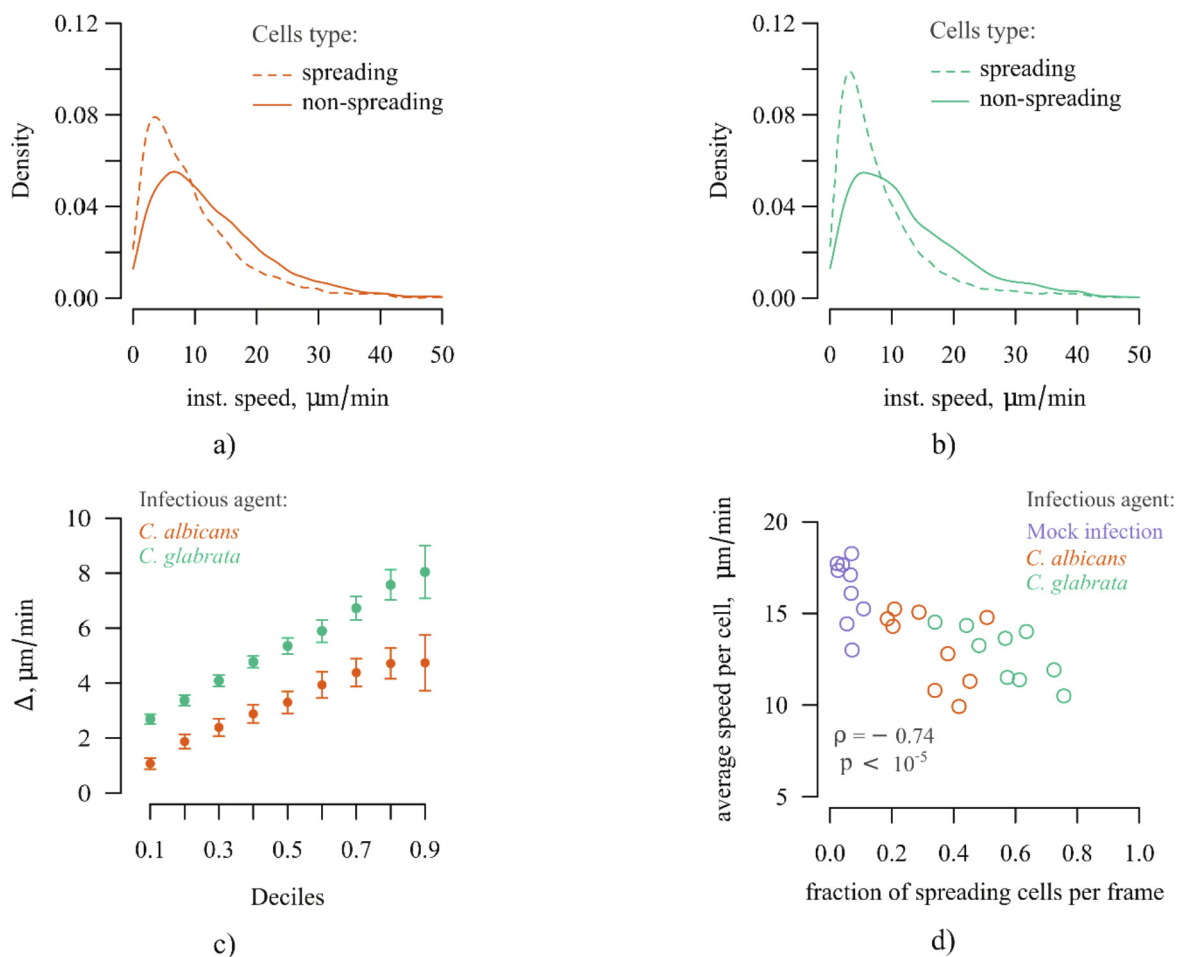 0.12
0.08
0.04
0.00
Density
Cells type:
spreading
non-spreading
0 10 20 30 40 50
inst. speed, μm/min
a)
0.12
0.08
0.04
0.00
Density
Cells type:
spreading
non-spreading
0 10 20 30 40 50
inst. speed, μm/min
b)
Infectious agent:
C. albicans
C. glabrata
10
8
6
4
2
0
Δ, μm/min
0.1 0.3 0.5 0.7 0.9
Deciles
c)
Infectious agent:
Mock infection
C. albicans
C. glabrata
20
15
10
5
average speed per cell, μm/min
ρ = − 0.74
p < 10⁻⁵
0.0 0.2 0.4 0.6 0.8 1.0
fraction of spreading cells per frame
d)